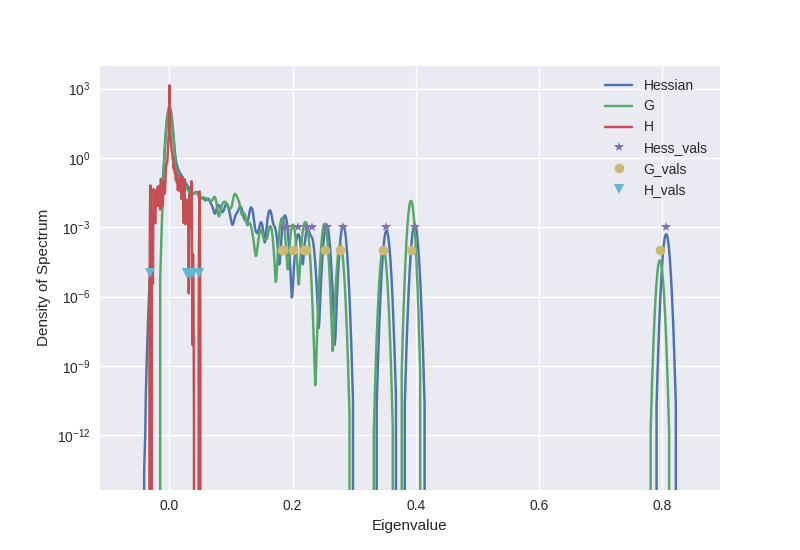 10^3
10^0
10^−3
10^−6
10^−9
10^−12
Density of Spectrum
Hessian
G
H
Hess_vals
G_vals
H_vals
0.0 0.2 0.4 0.6 0.8
Eigenvalue